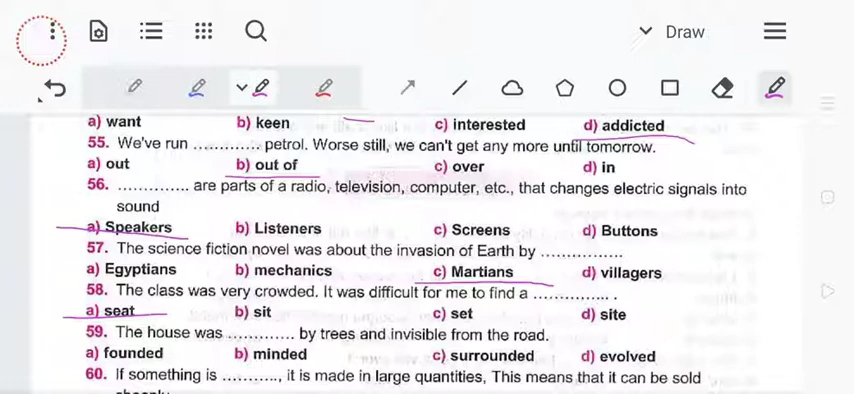 Draw
a) want b) keen c) interested d) addicted
55. We've run ............ petrol. Worse still, we can't get any more until tomorrow.
a) out b) out of c) over d) in
56. ............. are parts of a radio, television, computer, etc., that changes electric signals into
sound
a) Speakers b) Listeners c) Screens d) Buttons
57. The science fiction novel was about the invasion of Earth by ...............
a) Egyptians b) mechanics c) Martians d) villagers
58. The class was very crowded. It was difficult for me to find a .............. .
a) seat b) sit c) set d) site
59. The house was ............. by trees and invisible from the road.
a) founded b) minded c) surrounded d) evolved
60. If something is ..........., it is made in large quantities, This means that it can be sold